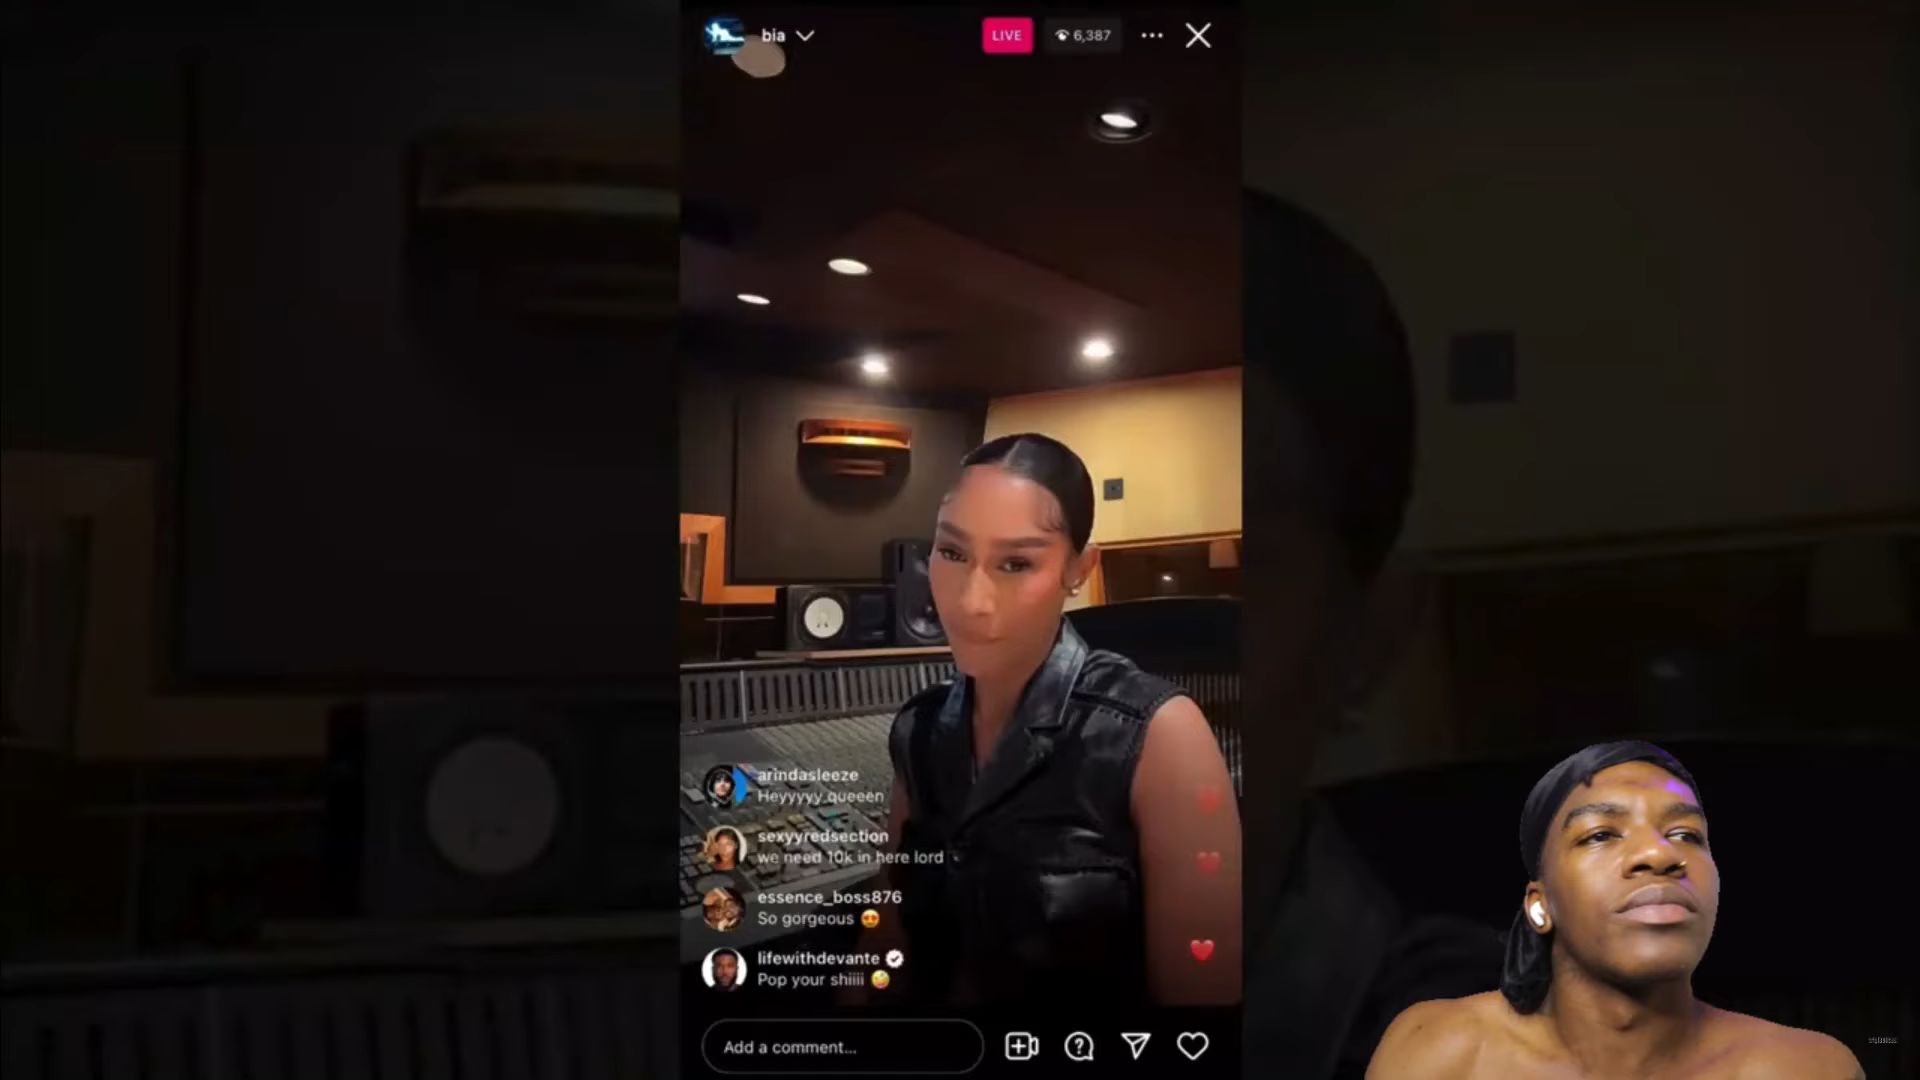 bia
LIVE
6,387
arindasleeze
Heyyyyy queeen
sexyyredsection
we need 10k in here lord
essence_boss876
So gorgeous 😍
lifewithdevante
Pop your shiiii 🤪
Add a comment...